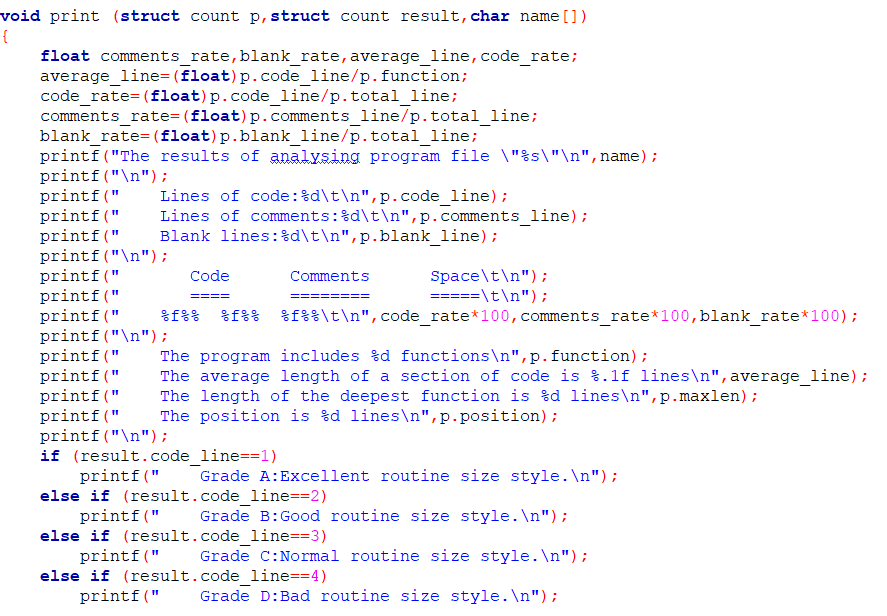 void print (struct count p,struct count result,char name[])
{
    float comments_rate,blank_rate,average_line,code_rate;
    average_line=(float)p.code_line/p.function;
    code_rate=(float)p.code_line/p.total_line;
    comments_rate=(float)p.comments_line/p.total_line;
    blank_rate=(float)p.blank_line/p.total_line;
    printf("The results of analysing program file \"%s\"\n",name);
    printf("\n");
    printf("    Lines of code:%d\t\n",p.code_line);
    printf("    Lines of comments:%d\t\n",p.comments_line);
    printf("    Blank lines:%d\t\n",p.blank_line);
    printf("\n");
    printf("       Code      Comments      Space\t\n");
    printf("       ====      ========      =====\t\n");
    printf("    %f%%  %f%%  %f%%\t\n",code_rate*100,comments_rate*100,blank_rate*100);
    printf("\n");
    printf("    The program includes %d functions\n",p.function);
    printf("    The average length of a section of code is %.1f lines\n",average_line);
    printf("    The length of the deepest function is %d lines\n",p.maxlen);
    printf("    The position is %d lines\n",p.position);
    printf("\n");
    if (result.code_line==1)
        printf("    Grade A:Excellent routine size style.\n");
    else if (result.code_line==2)
        printf("    Grade B:Good routine size style.\n");
    else if (result.code_line==3)
        printf("    Grade C:Normal routine size style.\n");
    else if (result.code_line==4)
        printf("    Grade D:Bad routine size style.\n");